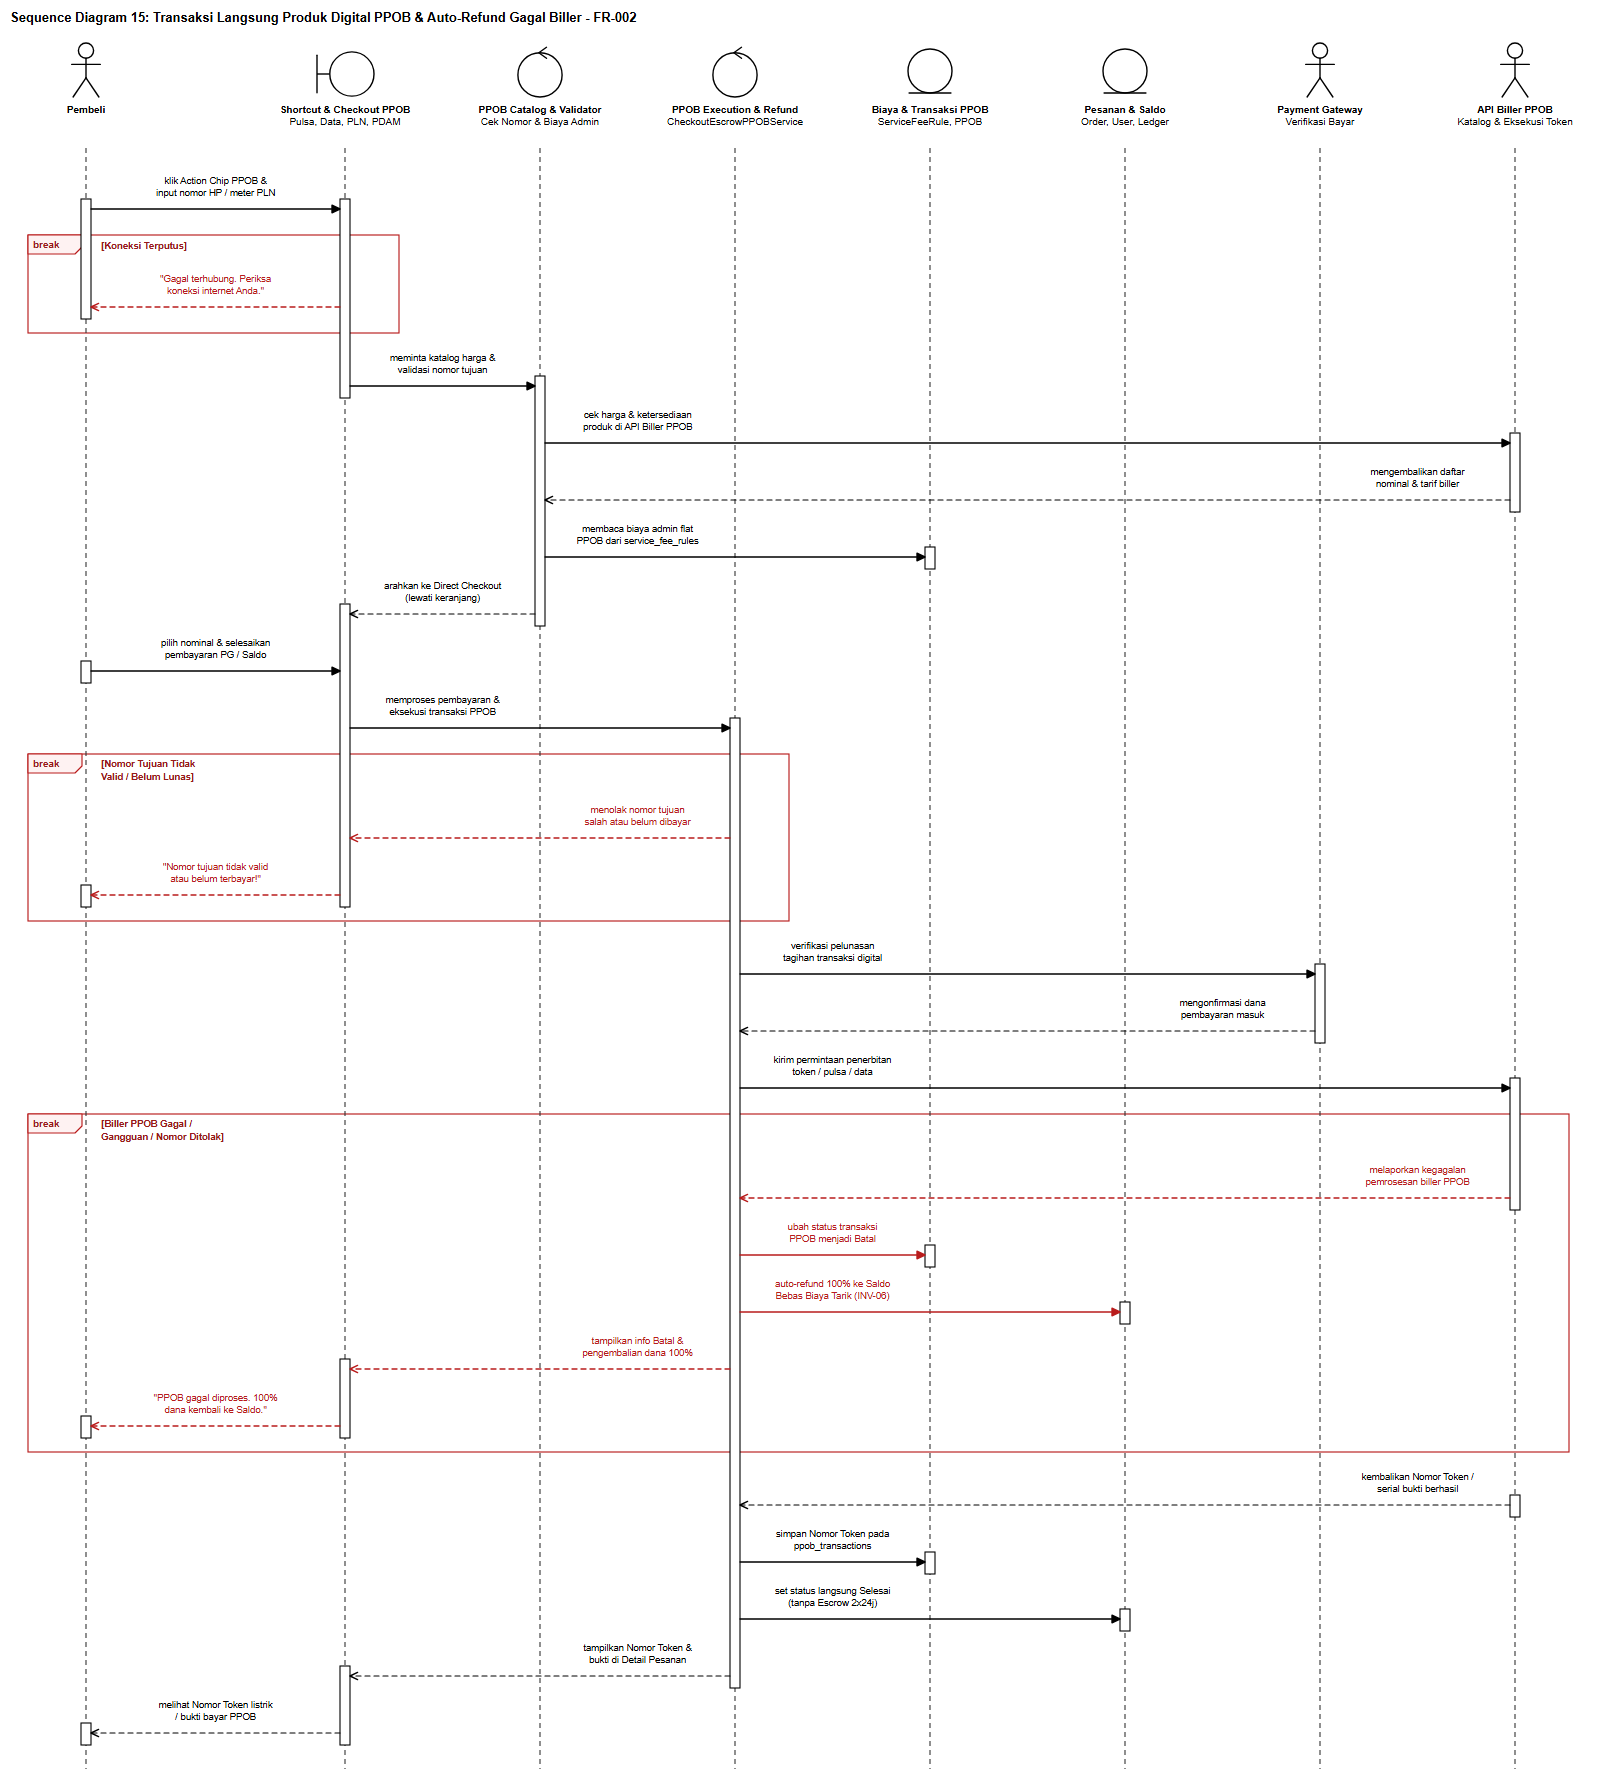 Sequence Diagram 15: Transaksi Langsung Produk Digital PPOB & Auto-Refund Gagal Biller - FR-002
Pembeli
Shortcut & Checkout PPOB
Pulsa, Data, PLN, PDAM
PPOB Catalog & Validator
Cek Nomor & Biaya Admin
PPOB Execution & Refund
CheckoutEscrowPPOBService
Biaya & Transaksi PPOB
ServiceFeeRule, PPOB
Pesanan & Saldo
Order, User, Ledger
Payment Gateway
Verifikasi Bayar
API Biller PPOB
Katalog & Eksekusi Token
klik Action Chip PPOB &
input nomor HP / meter PLN
break
[Koneksi Terputus]
"Gagal terhubung. Periksa
koneksi internet Anda."
meminta katalog harga &
validasi nomor tujuan
cek harga & ketersediaan
produk di API Biller PPOB
mengembalikan daftar
nominal & tarif biller
membaca biaya admin flat
PPOB dari service_fee_rules
arahkan ke Direct Checkout
(lewati keranjang)
pilih nominal & selesaikan
pembayaran PG / Saldo
memproses pembayaran &
eksekusi transaksi PPOB
break
[Nomor Tujuan Tidak
Valid / Belum Lunas]
menolak nomor tujuan
salah atau belum dibayar
"Nomor tujuan tidak valid
atau belum terbayar!"
verifikasi pelunasan
tagihan transaksi digital
mengonfirmasi dana
pembayaran masuk
kirim permintaan penerbitan
token / pulsa / data
break
[Biller PPOB Gagal /
Gangguan / Nomor Ditolak]
melaporkan kegagalan
pemrosesan biller PPOB
ubah status transaksi
PPOB menjadi Batal
auto-refund 100% ke Saldo
Bebas Biaya Tarik (INV-06)
tampilkan info Batal &
pengembalian dana 100%
"PPOB gagal diproses. 100%
dana kembali ke Saldo."
kembalikan Nomor Token /
serial bukti berhasil
simpan Nomor Token pada
ppob_transactions
set status langsung Selesai
(tanpa Escrow 2x24j)
tampilkan Nomor Token &
bukti di Detail Pesanan
melihat Nomor Token listrik
/ bukti bayar PPOB